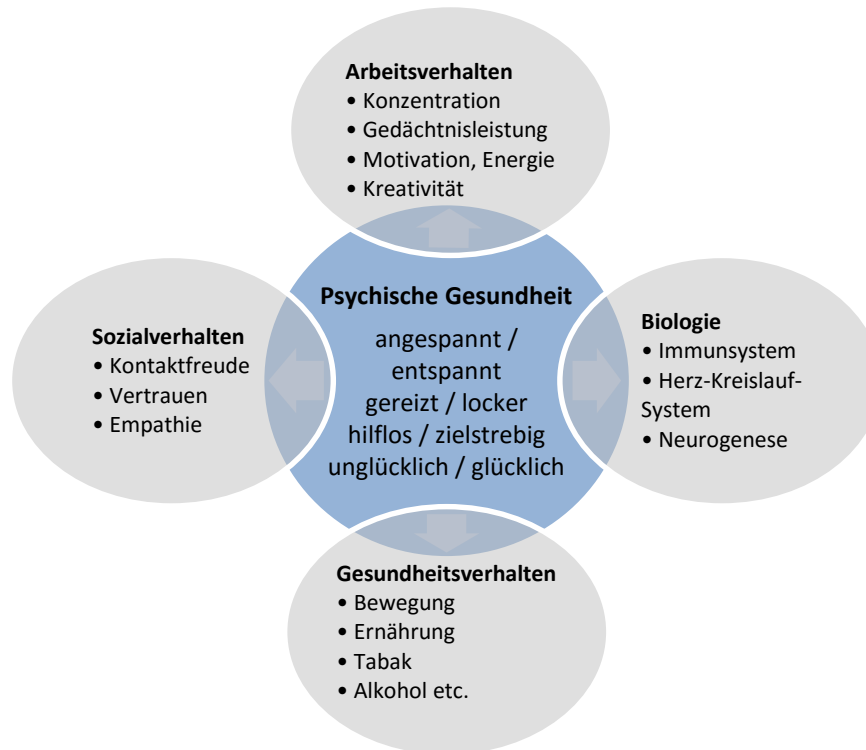 Arbeitsverhalten
• Konzentration
• Gedächtnisleistung
• Motivation, Energie
• Kreativität
Psychische Gesundheit
angespannt /
entspannt
gereizt / locker
hilflos / zielstrebig
unglücklich / glücklich
Sozialverhalten
• Kontaktfreude
• Vertrauen
• Empathie
Biologie
• Immunsystem
• Herz-Kreislauf-
System
• Neurogenese
Gesundheitsverhalten
• Bewegung
• Ernährung
• Tabak
• Alkohol etc.